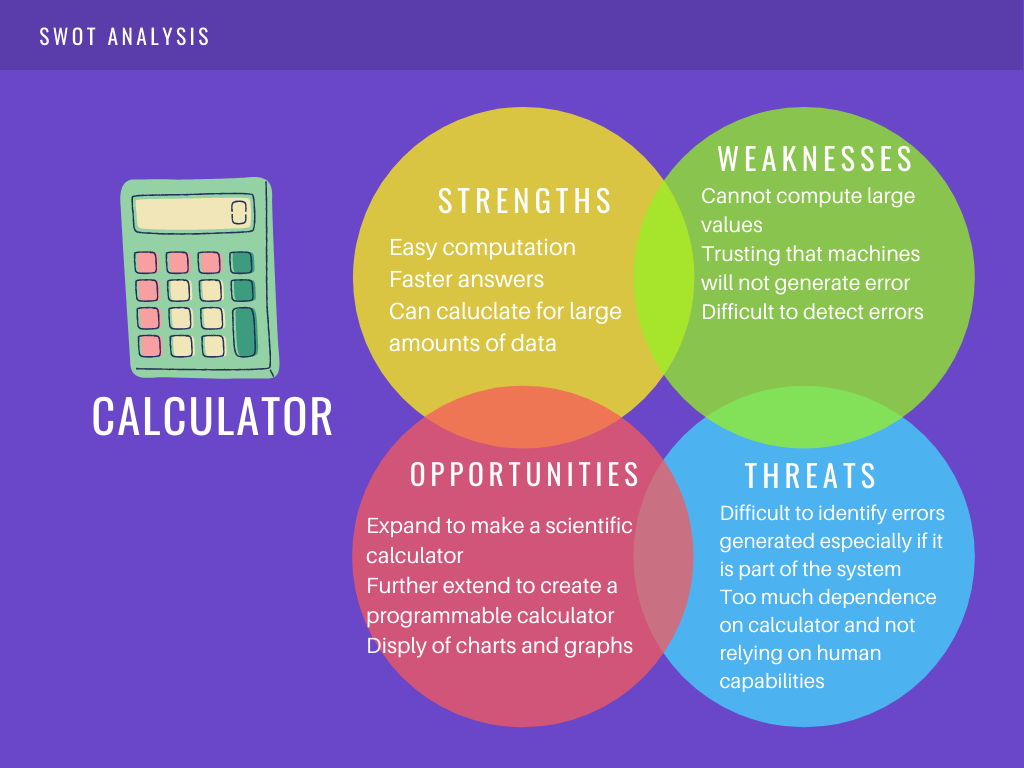 SWOT ANALYSIS
0
CALCULATOR
STRENGTHS
Easy computation
Faster answers
Can caluclate for large
amounts of data
WEAKNESSES
Cannot compute large
values
Trusting that machines
will not generate error
Difficult to detect errors
OPPORTUNITIES
Expand to make a scientific
calculator
Further extend to create a
programmable calculator
Disply of charts and graphs
THREATS
Difficult to identify errors
generated especially if it
is part of the system
Too much dependence
on calculator and not
relying on human
capabilities